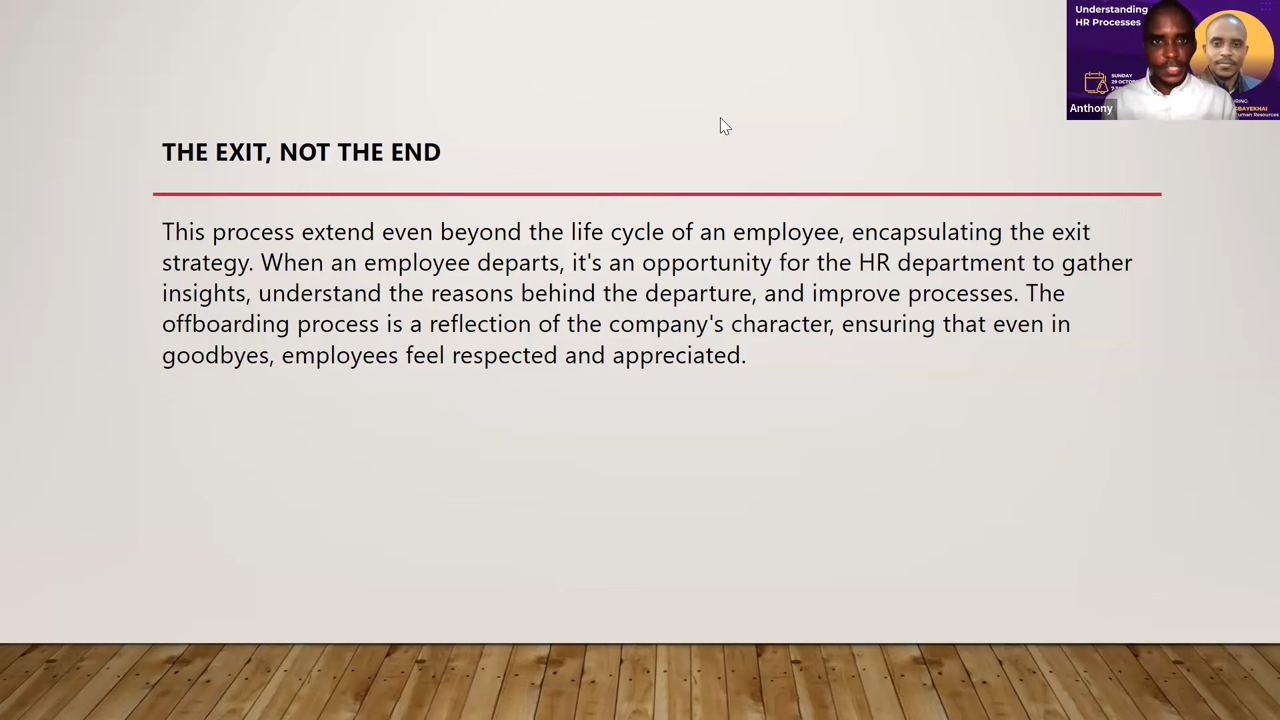 Understanding
HR Processes
SUNDAY
Anthony
THE EXIT, NOT THE END
This process extend even beyond the life cycle of an employee, encapsulating the exit
strategy. When an employee departs, it's an opportunity for the HR department to gather
insights, understand the reasons behind the departure, and improve processes. The
offboarding process is a reflection of the company's character, ensuring that even in
goodbyes, employees feel respected and appreciated.